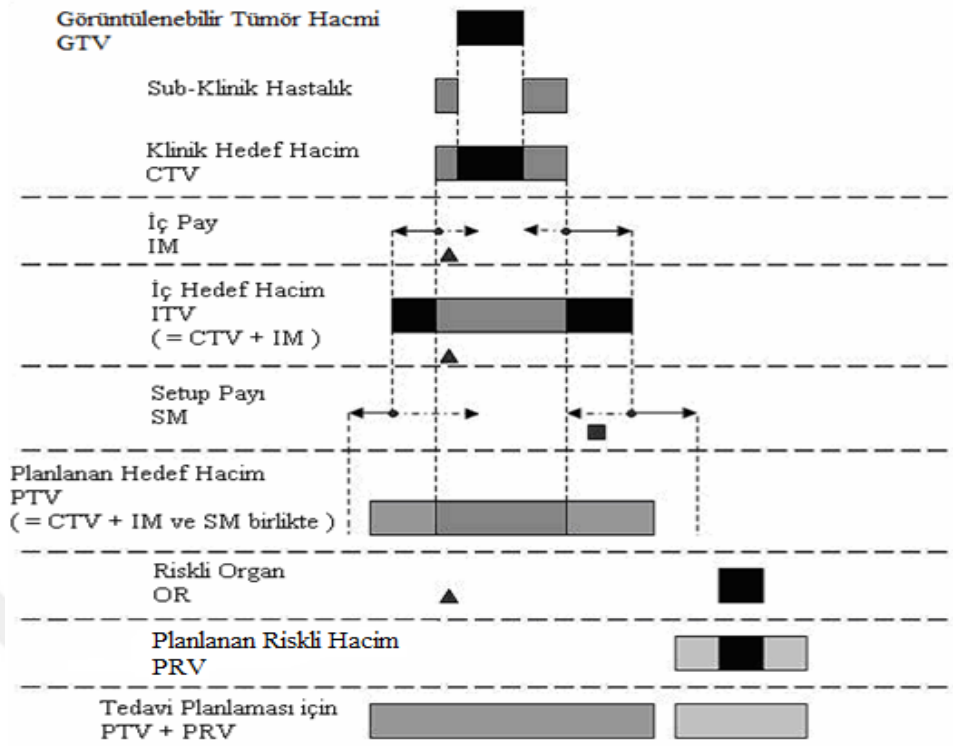 Görüntülenebilir Tümör Hacmi
GTV
Sub-Klinik Hastalık
Klinik Hedef Hacim
CTV
İç Pay
IM
İç Hedef Hacim
ITV
( = CTV + IM )
Setup Payı
SM
Planlanan Hedef Hacim
PTV
( = CTV + IM ve SM birlikte )
Riskli Organ
OR
Planlanan Riskli Hacim
PRV
Tedavi Planlaması için
PTV + PRV